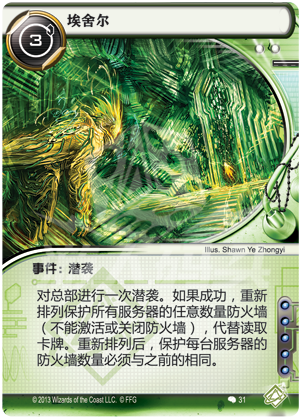 3
埃舍尔
Illus. Shawn Ye Zhongyi
事件：潜袭
对总部进行一次潜袭。如果成功，重新
排列保护所有服务器的任意数量防火墙
（不能激活或关闭防火墙），代替读取
卡牌。重新排列后，保护每台服务器的
防火墙数量必须与之前的相同。
© 2013 Wizards of the Coast LLC. © FFG
31